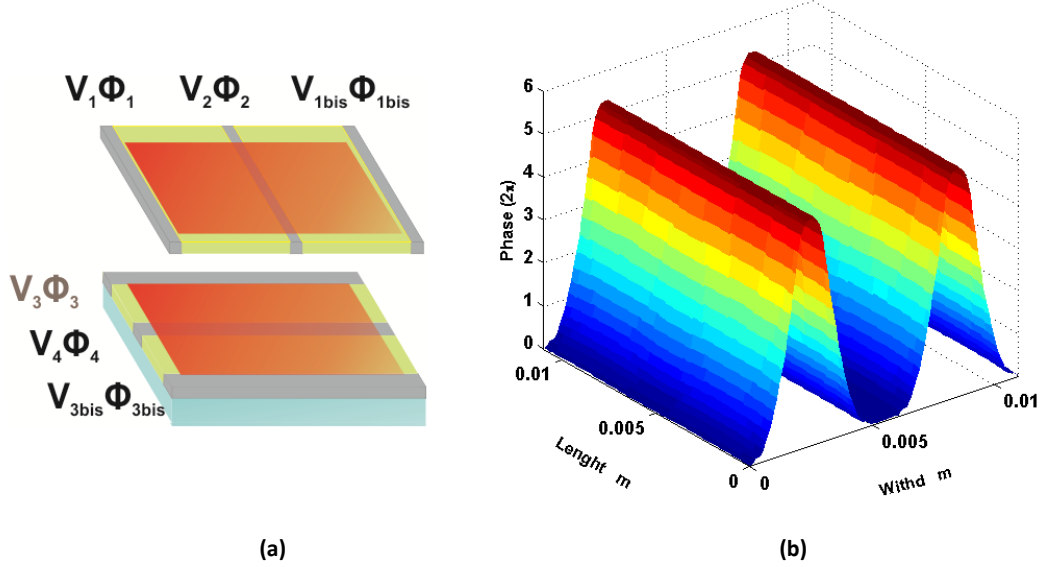 V₁Φ₁ V₂Φ₂ V₁bisΦ₁bis
V₃Φ₃
V₄Φ₄
V₃bisΦ₃bis
(a)
6
5
4
3
2
1
0
Phase (2x)
0.01
0.005
0
Lenght m
0
0.005
0.01
Withd m
(b)